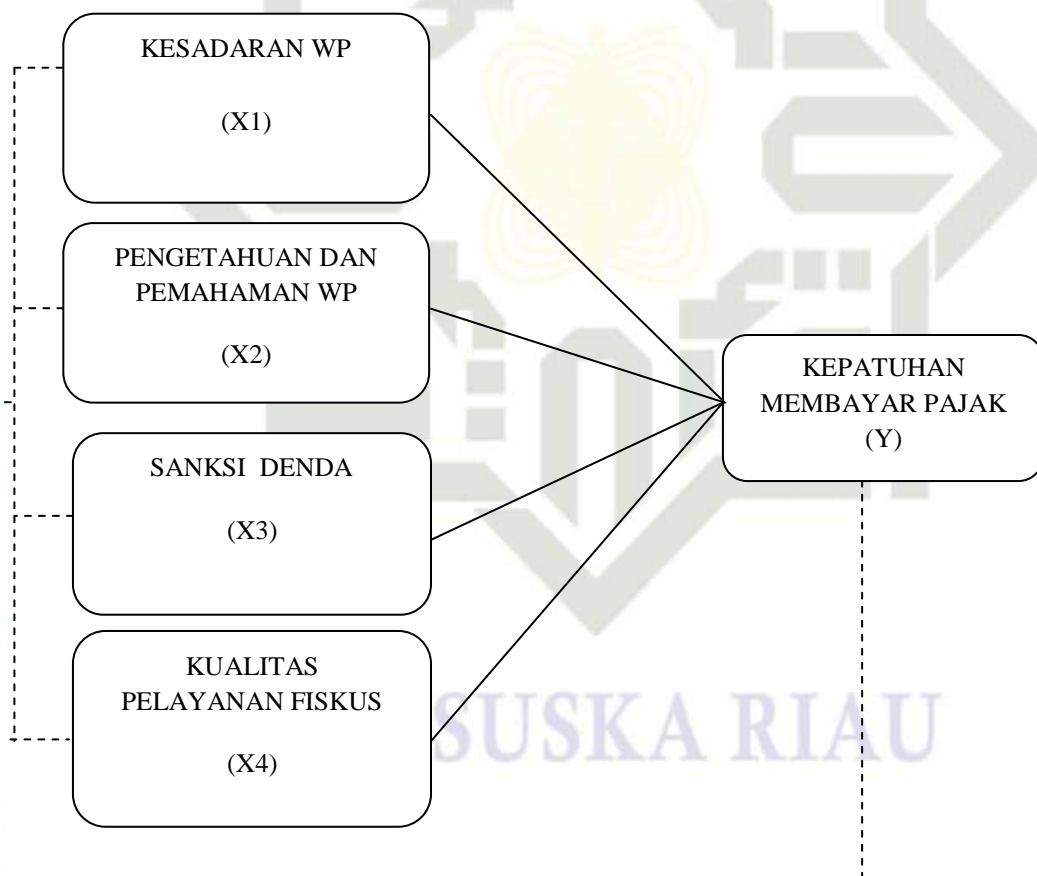 KESADARAN WP
(X1)
PENGETAHUAN DAN
PEMAHAMAN WP
(X2)
SANKSI DENDA
(X3)
KUALITAS
PELAYANAN FISKUS
(X4)
KEPATUHAN
MEMBAYAR PAJAK
(Y)
SUSKA RIAU